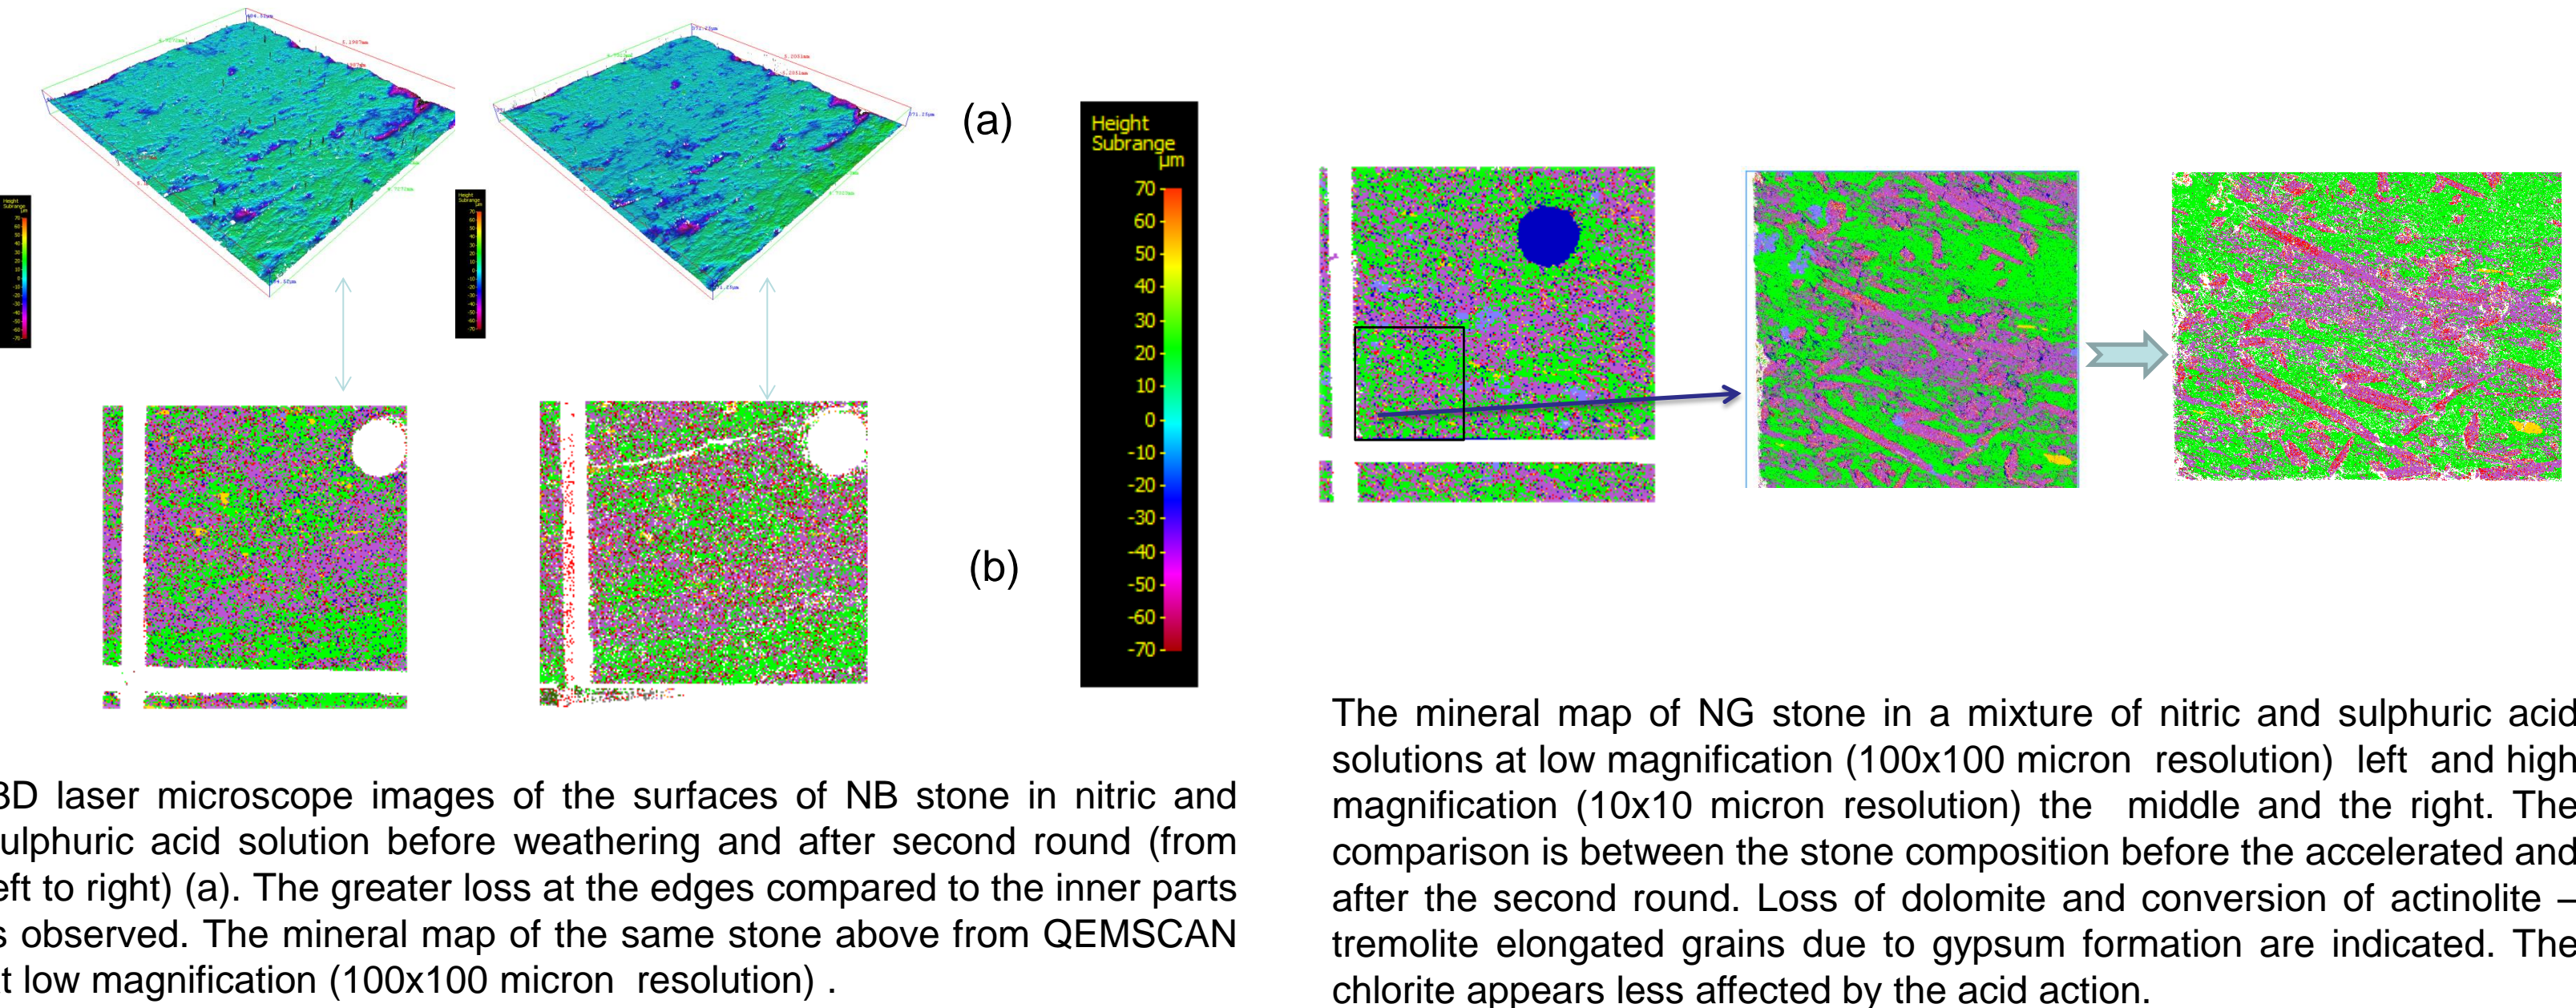 (a)
Height
Subrange
µm
70
60
50
40
30
20
10
0
-10
-20
-30
-40
-50
-60
-70
(b)
3D laser microscope images of the surfaces of NB stone in nitric and
ulphuric acid solution before weathering and after second round (from
eft to right) (a). The greater loss at the edges compared to the inner parts
s observed. The mineral map of the same stone above from QEMSCAN
t low magnification (100x100 micron resolution) .
The mineral map of NG stone in a mixture of nitric and sulphuric acid
solutions at low magnification (100x100 micron resolution) left and high
magnification (10x10 micron resolution) the middle and the right. The
comparison is between the stone composition before the accelerated and
after the second round. Loss of dolomite and conversion of actinolite –
tremolite elongated grains due to gypsum formation are indicated. The
chlorite appears less affected by the acid action.